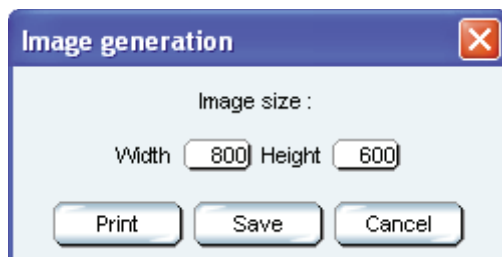 Image generation
Image size :
Width 800 Height 600
Print Save Cancel